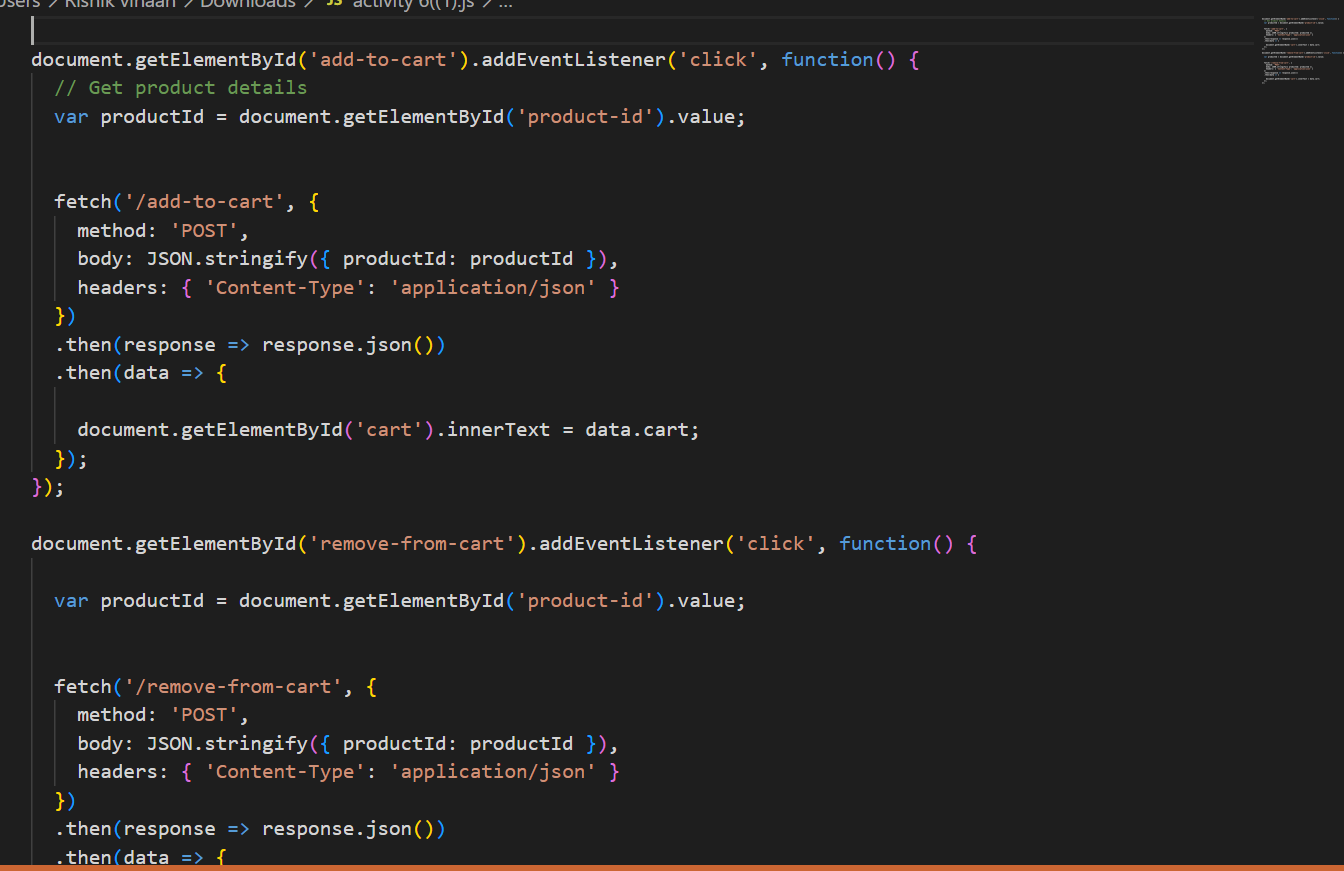 Users > Rishik vihaan > Downloads > JS activity 6((1).js > ...
document.getElementById('add-to-cart').addEventListener('click', function() {
  // Get product details
  var productId = document.getElementById('product-id').value;
  fetch('/add-to-cart', {
    method: 'POST',
    body: JSON.stringify({ productId: productId }),
    headers: { 'Content-Type': 'application/json' }
  })
  .then(response => response.json())
  .then(data => {
    document.getElementById('cart').innerText = data.cart;
  });
});
document.getElementById('remove-from-cart').addEventListener('click', function() {
  var productId = document.getElementById('product-id').value;
  fetch('/remove-from-cart', {
    method: 'POST',
    body: JSON.stringify({ productId: productId }),
    headers: { 'Content-Type': 'application/json' }
  })
  .then(response => response.json())
  .then(data => {